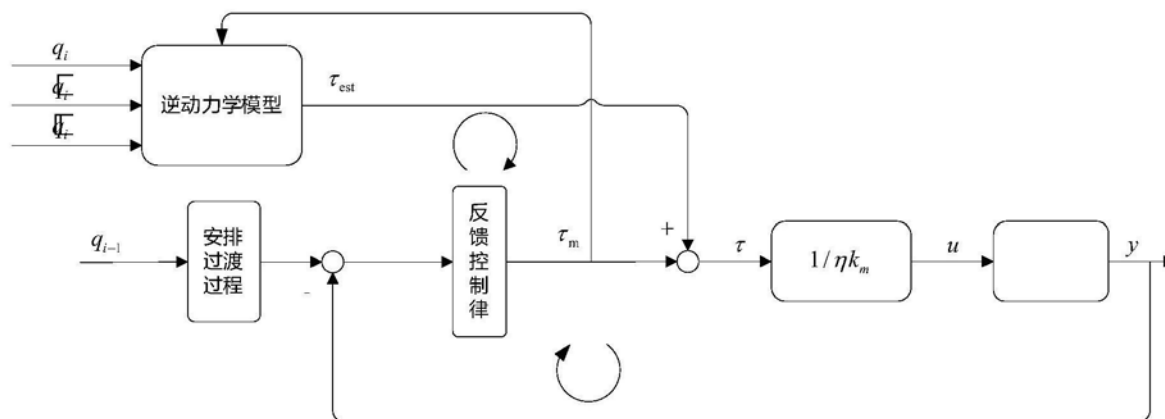 q_i
τ_est
逆动力学模型
q_{i-1}
安排
过渡
过程
-
反
馈
控
制
律
τ_m
+
τ
1/ηk_m
u
y